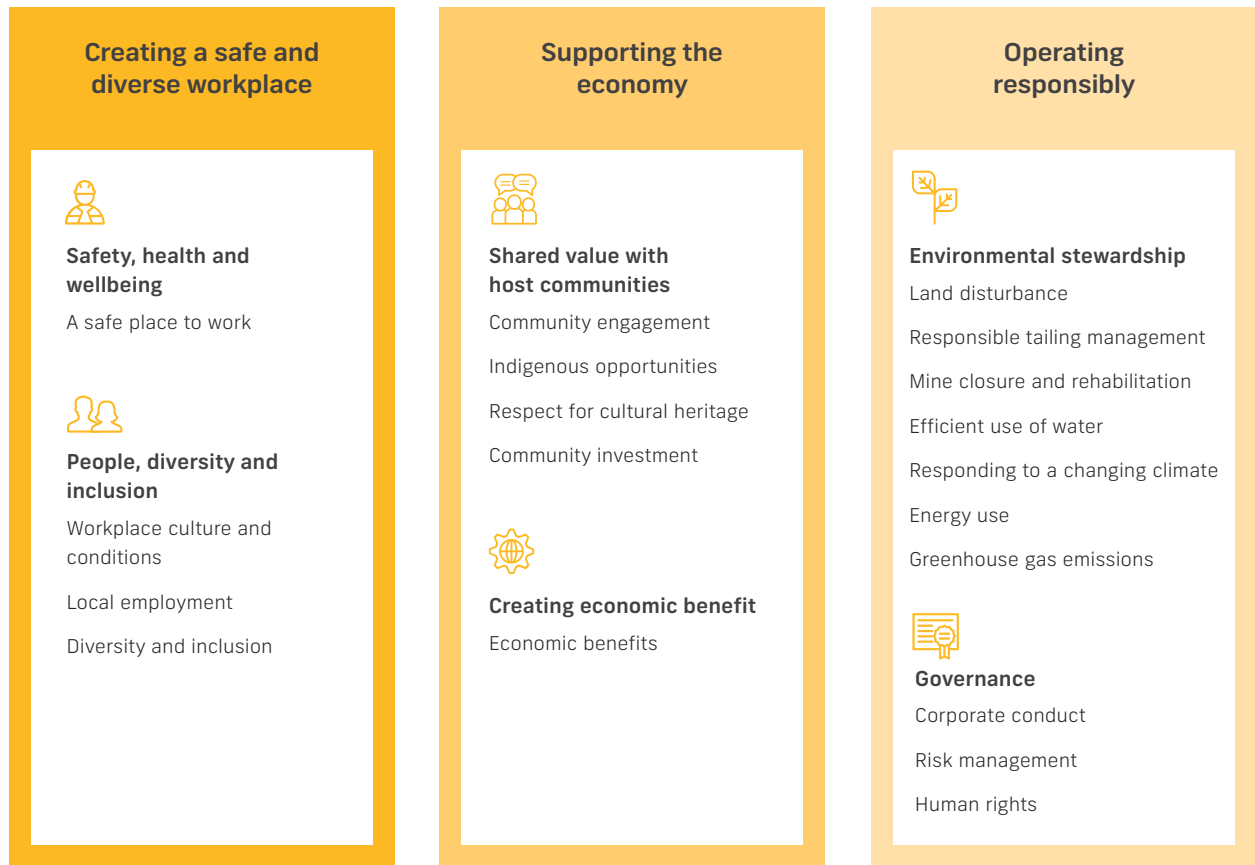 Creating a safe and
diverse workplace
Safety, health and
wellbeing
A safe place to work
People, diversity and
inclusion
Workplace culture and
conditions
Local employment
Diversity and inclusion
Supporting the
economy
Shared value with
host communities
Community engagement
Indigenous opportunities
Respect for cultural heritage
Community investment
Creating economic benefit
Economic benefits
Operating
responsibly
Environmental stewardship
Land disturbance
Responsible tailing management
Mine closure and rehabilitation
Efficient use of water
Responding to a changing climate
Energy use
Greenhouse gas emissions
Governance
Corporate conduct
Risk management
Human rights